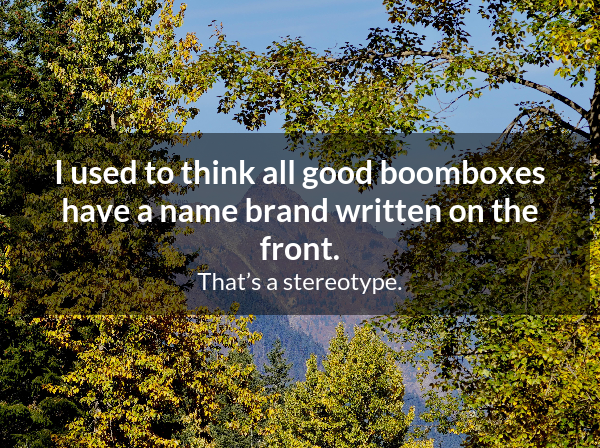 I used to think all good boomboxes
have a name brand written on the
front.
That’s a stereotype.